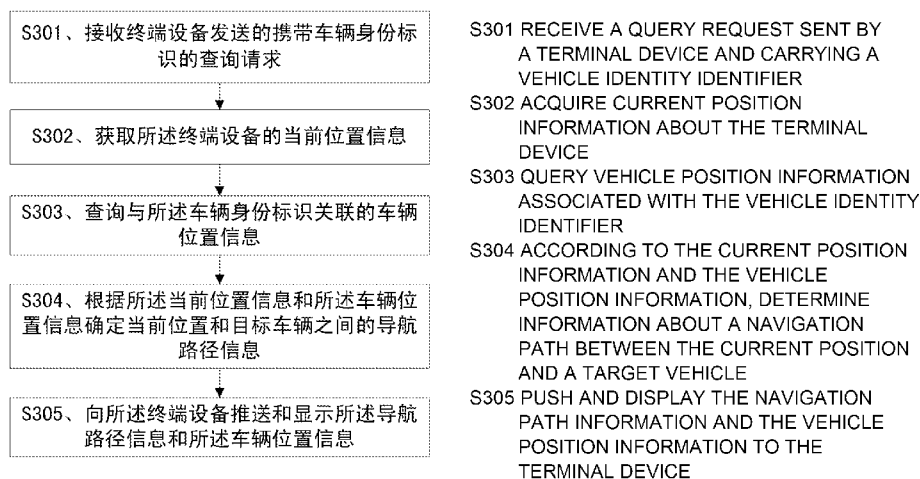 S301、接收终端设备发送的携带车辆身份标
识的查询请求
S302、获取所述终端设备的当前位置信息
S303、查询与所述车辆身份标识关联的车辆
位置信息
S304、根据所述当前位置信息和所述车辆位
置信息确定当前位置和目标车辆之间的导航
路径信息
S305、向所述终端设备推送和显示所述导航
路径信息和所述车辆位置信息
S301 RECEIVE A QUERY REQUEST SENT BY
A TERMINAL DEVICE AND CARRYING A
VEHICLE IDENTITY IDENTIFIER
S302 ACQUIRE CURRENT POSITION
INFORMATION ABOUT THE TERMINAL
DEVICE
S303 QUERY VEHICLE POSITION INFORMATION
ASSOCIATED WITH THE VEHICLE IDENTITY
IDENTIFIER
S304 ACCORDING TO THE CURRENT POSITION
INFORMATION AND THE VEHICLE
POSITION INFORMATION, DETERMINE
INFORMATION ABOUT A NAVIGATION
PATH BETWEEN THE CURRENT POSITION
AND A TARGET VEHICLE
S305 PUSH AND DISPLAY THE NAVIGATION
PATH INFORMATION AND THE VEHICLE
POSITION INFORMATION TO THE
TERMINAL DEVICE